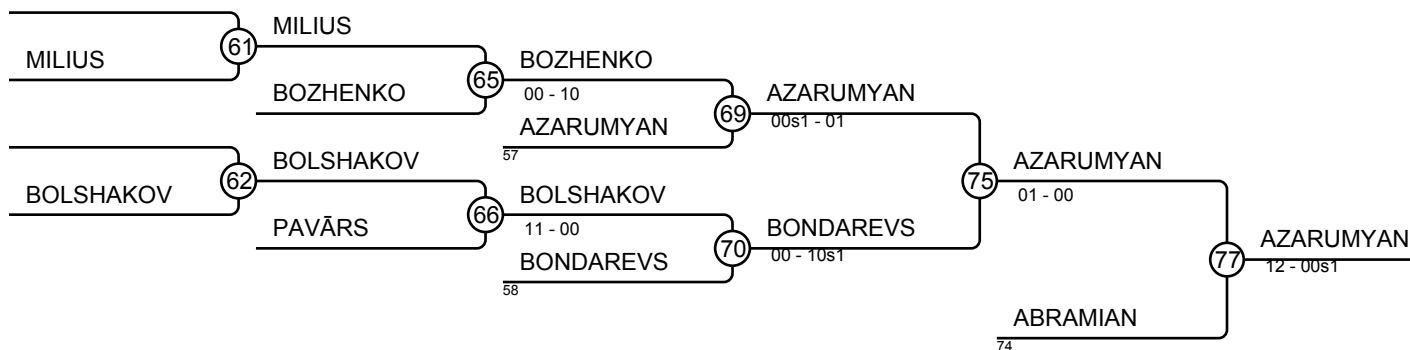 MILIUS
61
MILIUS
BOZHENKO
65
BOZHENKO
00 - 10
AZARUMYAN
57
69
AZARUMYAN
00s1 - 01
BOLSHAKOV
62
BOLSHAKOV
PAVĀRS
66
BOLSHAKOV
11 - 00
BONDAREVS
58
70
BONDAREVS
00 - 10s1
75
AZARUMYAN
01 - 00
ABRAMIAN
74
77
AZARUMYAN
12 - 00s1